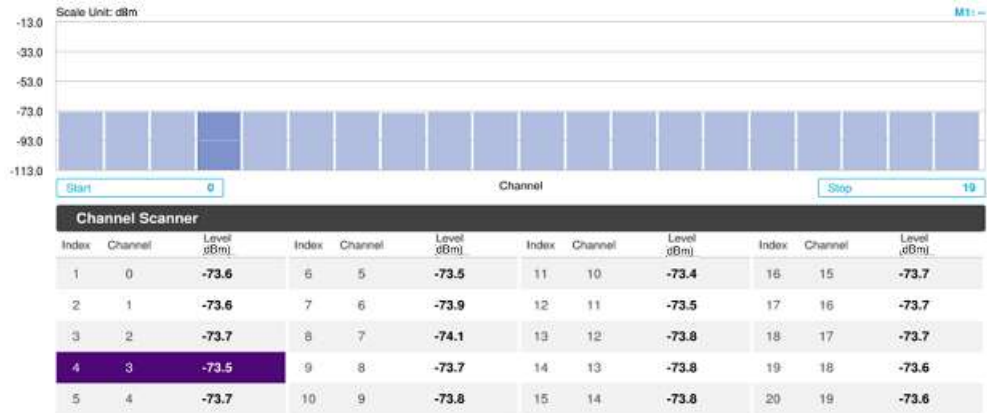 Scale Unit: dBm M1: --
-13.0
-33.0
-53.0
-73.0
-93.0
-113.0
Start 0 Channel Stop 19
Channel Scanner
Index Channel Level (dBm) Index Channel Level (dBm) Index Channel Level (dBm) Index Channel Level (dBm)
1 0 -73.6 6 5 -73.5 11 10 -73.4 16 15 -73.7
2 1 -73.6 7 6 -73.9 12 11 -73.5 17 16 -73.7
3 2 -73.7 8 7 -74.1 13 12 -73.8 18 17 -73.7
4 3 -73.5 9 8 -73.7 14 13 -73.8 19 18 -73.6
5 4 -73.7 10 9 -73.8 15 14 -73.8 20 19 -73.6